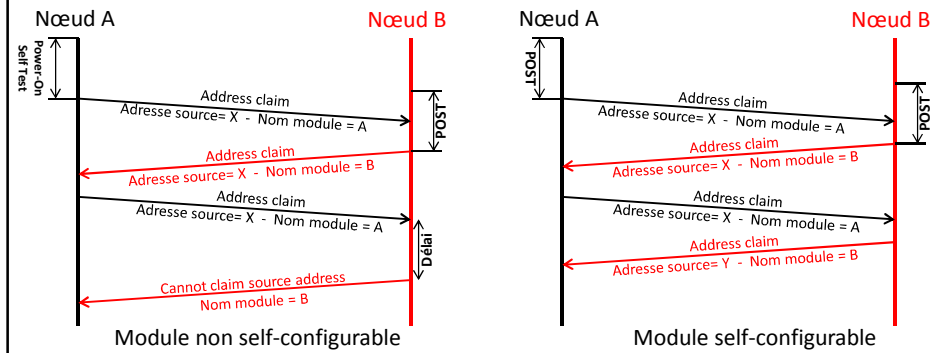 Nœud A
Nœud B
Power-On
Self Test
Address claim
Adresse source= X - Nom module = A
POST
Address claim
Adresse source= X - Nom module = B
Address claim
Adresse source= X - Nom module = A
Délai
Cannot claim source address
Nom module = B
Module non self-configurable
Nœud A
Nœud B
POST
Address claim
Adresse source= X - Nom module = A
POST
Address claim
Adresse source= X - Nom module = B
Address claim
Adresse source= X - Nom module = A
Address claim
Adresse source= Y - Nom module = B
Module self-configurable